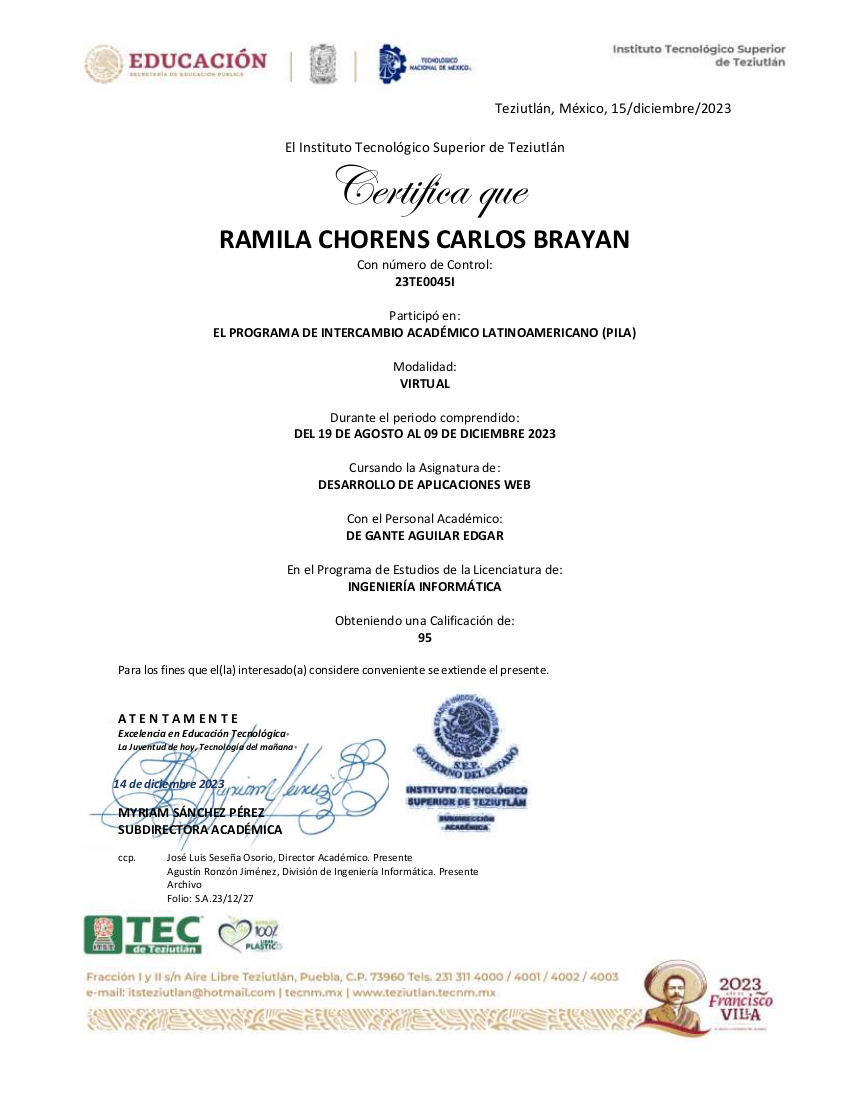 EDUCACIÓN
SECRETARÍA DE EDUCACIÓN PÚBLICA
TECNOLÓGICO
NACIONAL DE MÉXICO
Instituto Tecnológico Superior
de Teziutlán
Teziutlán, México, 15/diciembre/2023
El Instituto Tecnológico Superior de Teziutlán
Certifica que
RAMILA CHORENS CARLOS BRAYAN
Con número de Control:
23TE0045I
Participó en:
EL PROGRAMA DE INTERCAMBIO ACADÉMICO LATINOAMERICANO (PILA)
Modalidad:
VIRTUAL
Durante el periodo comprendido:
DEL 19 DE AGOSTO AL 09 DE DICIEMBRE 2023
Cursando la Asignatura de:
DESARROLLO DE APLICACIONES WEB
Con el Personal Académico:
DE GANTE AGUILAR EDGAR
En el Programa de Estudios de la Licenciatura de:
INGENIERÍA INFORMÁTICA
Obteniendo una Calificación de:
95
Para los fines que el(la) interesado(a) considere conveniente se extiende el presente.
A T E N T A M E N T E
Excelencia en Educación Tecnológica·
La Juventud de hoy, Tecnología del mañana·
14 de diciembre 2023
MYRIAM SÁNCHEZ PÉREZ
SUBDIRECTORA ACADÉMICA
ESTADOS UNIDOS MEXICANOS
S.E.P.
GOBIERNO DEL ESTADO
INSTITUTO TECNOLÓGICO
SUPERIOR DE TEZIUTLÁN
SUBDIRECCIÓN
ACADÉMICA
ccp. José Luis Seseña Osorio, Director Académico. Presente
Agustín Ronzón Jiménez, División de Ingeniería Informática. Presente
Archivo
Folio: S.A.23/12/27
ITST
TEC
de Teziutlán
100%
LIBRE
PLÁSTICO
Fracción I y II s/n Aire Libre Teziutlán, Puebla, C.P. 73960 Tels. 231 311 4000 / 4001 / 4002 / 4003
e-mail: itsteziutlan@hotmail.com | tecnm.mx | www.teziutlan.tecnm.mx
2023
AÑO DE
Francisco
VILLA